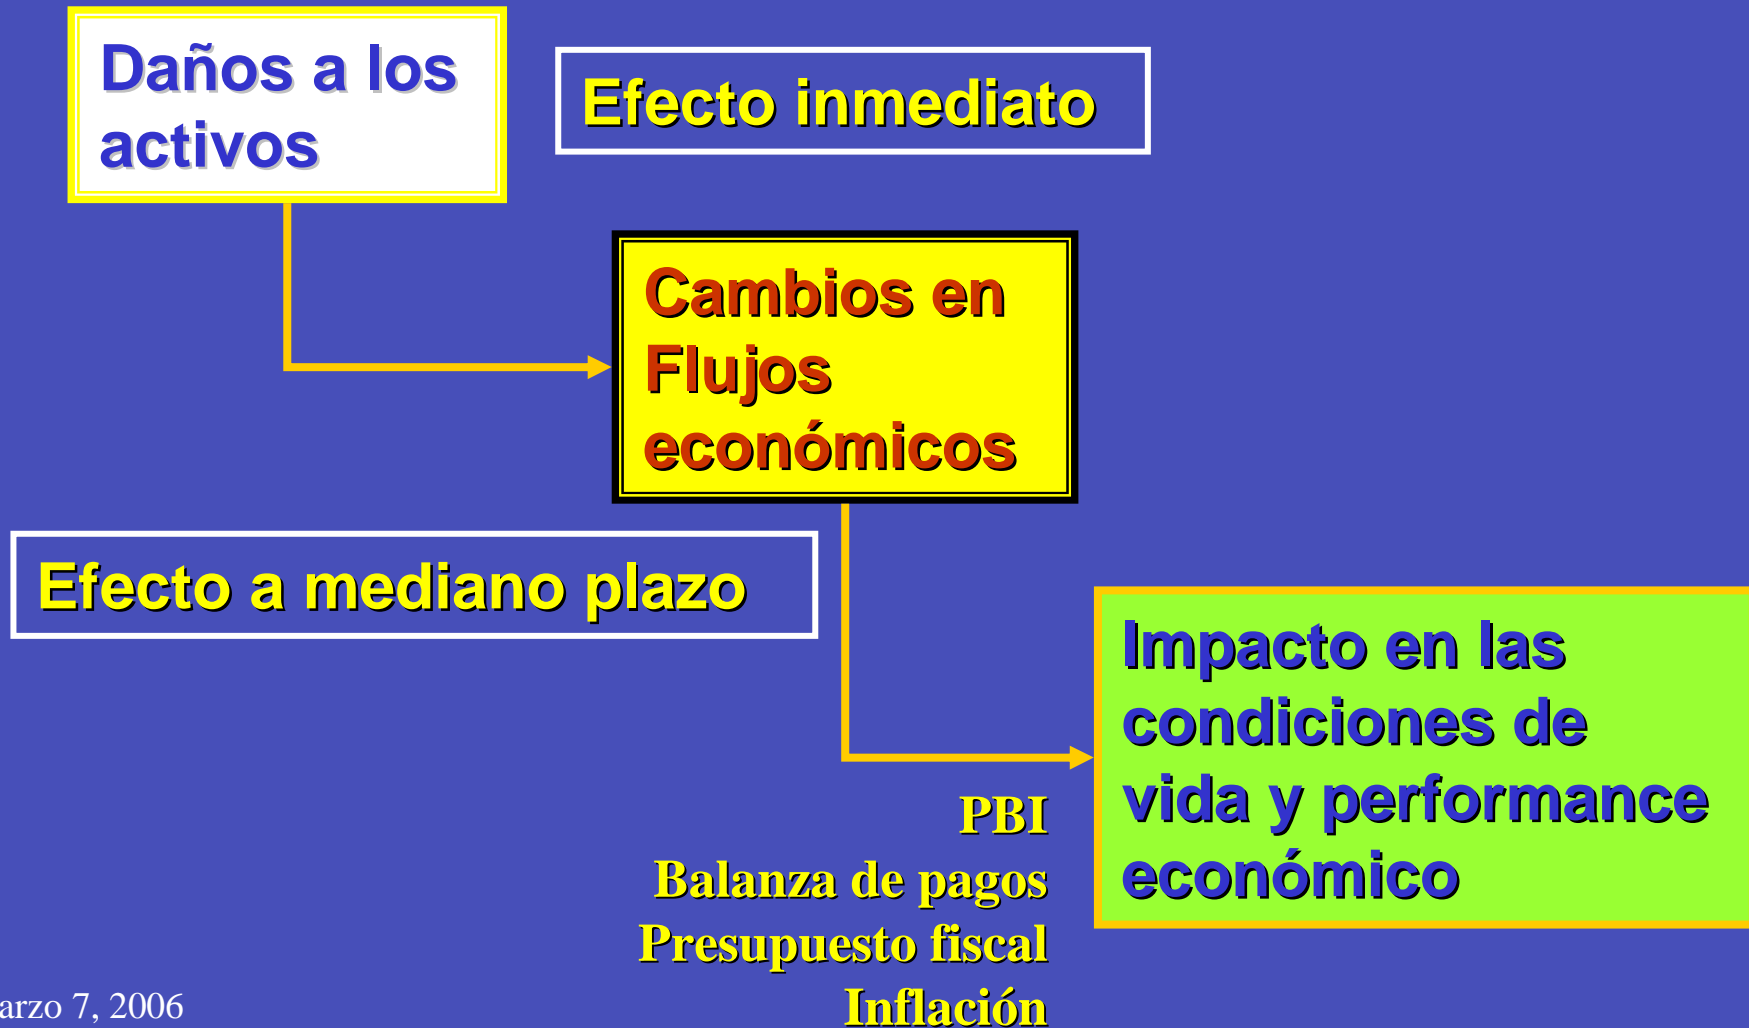 Daños a los
activos
Efecto inmediato
Cambios en
Flujos
económicos
Efecto a mediano plazo
Impacto en las
condiciones de
vida y performance
económico
PBI
Balanza de pagos
Presupuesto fiscal
Inflación
arzo 7, 2006